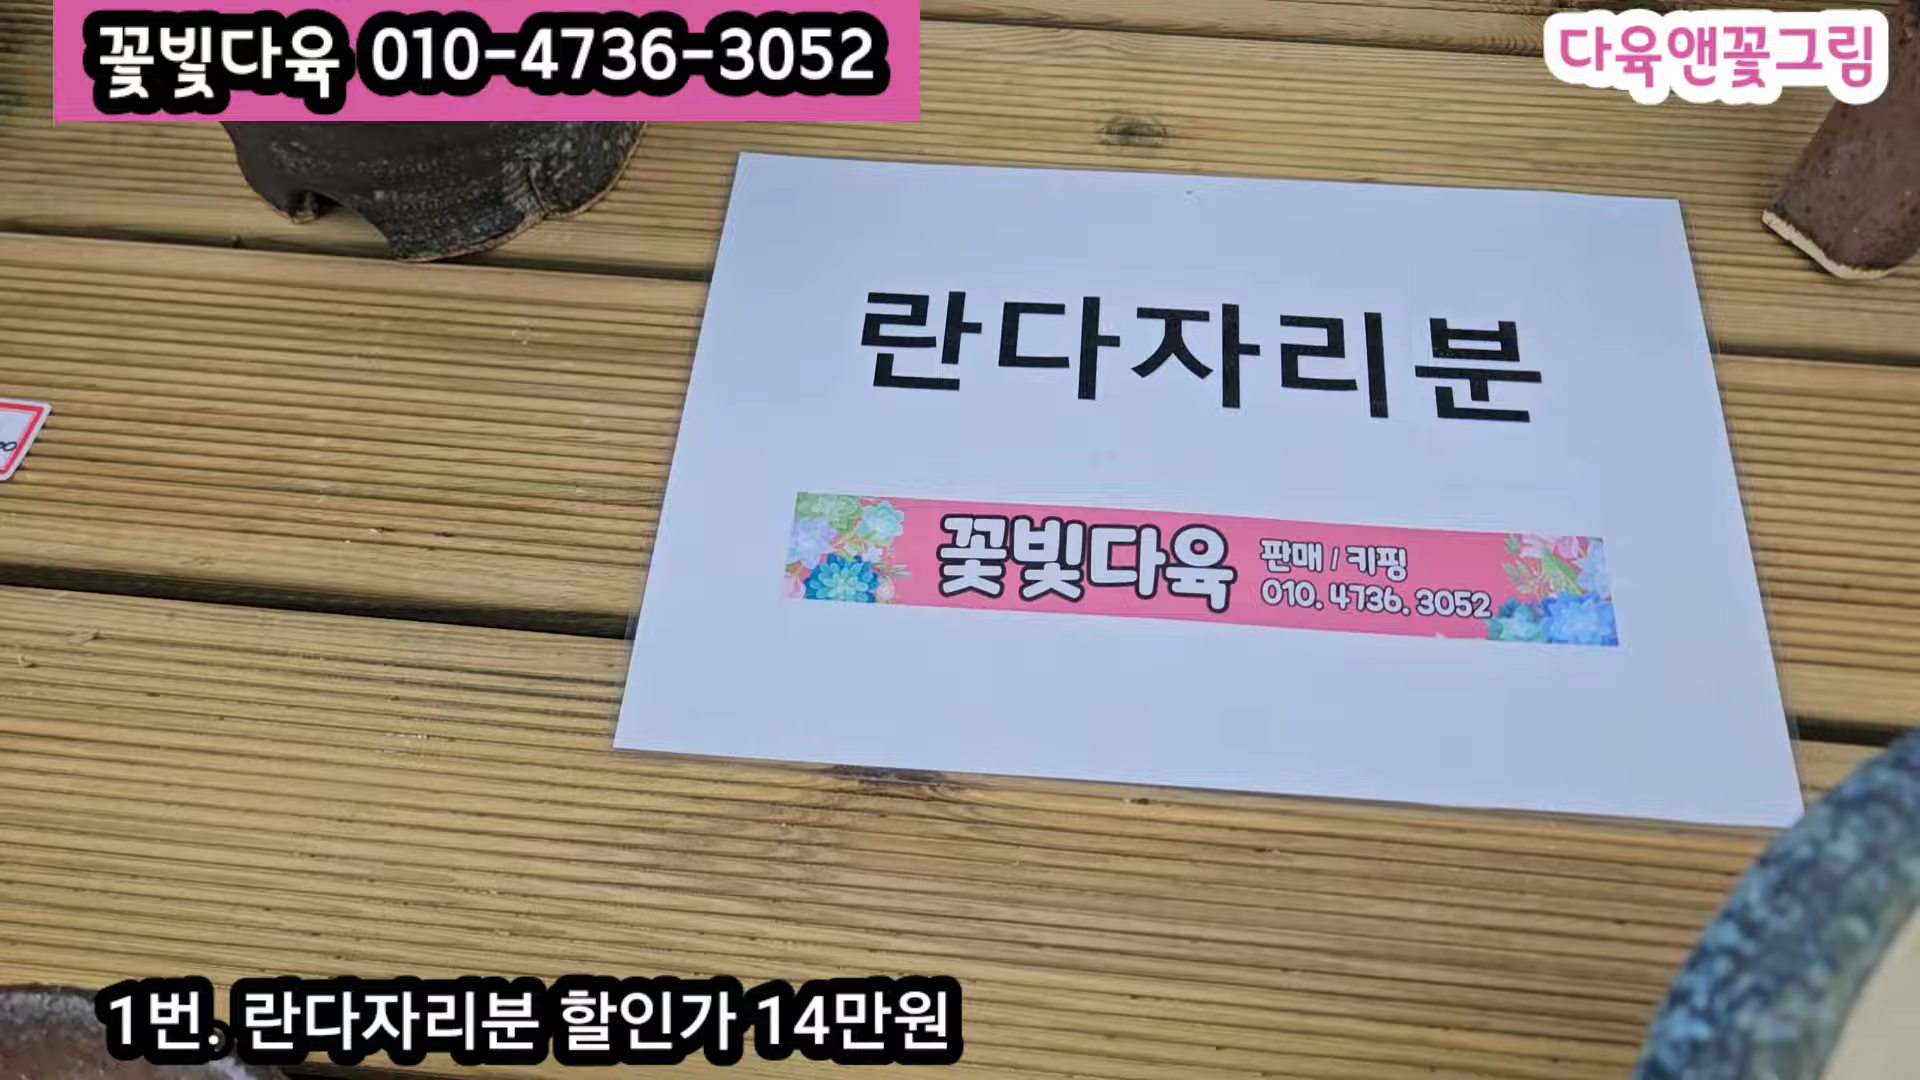 꽃빛다육 010-4736-3052
다육앤꽃그림
란다자리분
꽃빛다육
판매 / 키핑
010. 4736. 3052
1번. 란다자리분 할인가 14만원